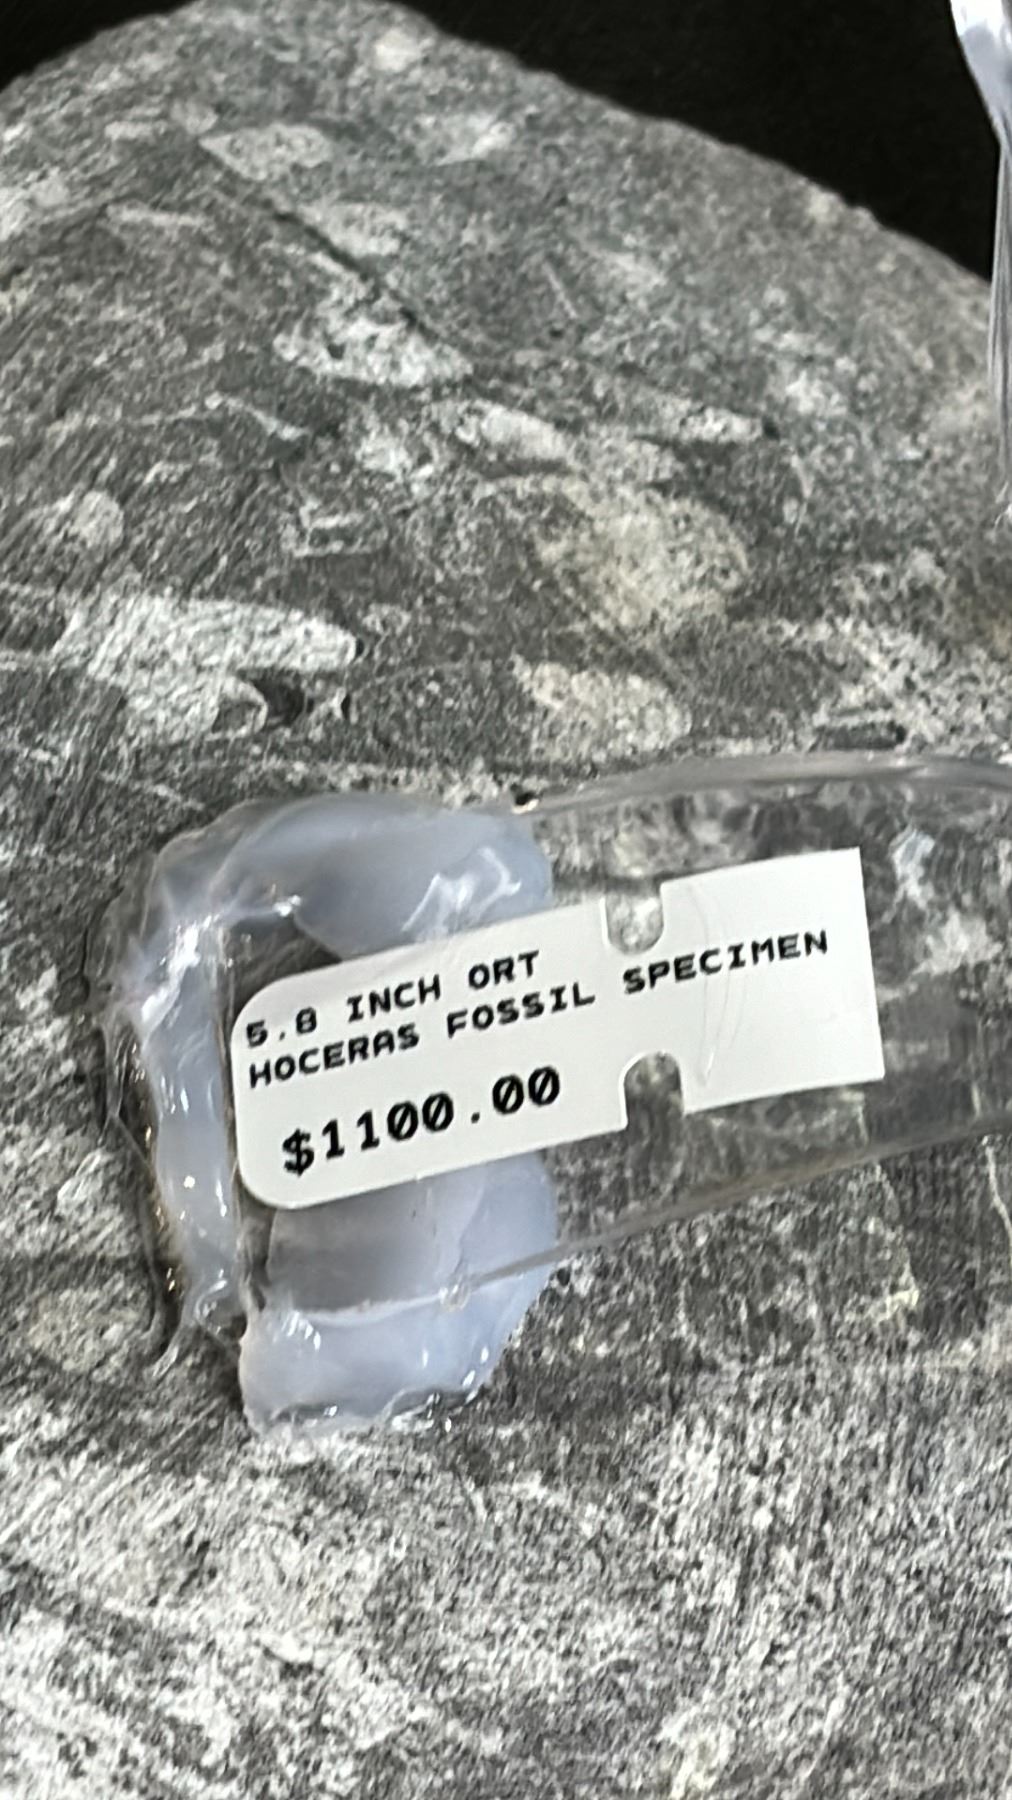 5.8 INCH ORT
HOCERAS FOSSIL SPECIMEN
$1100.00